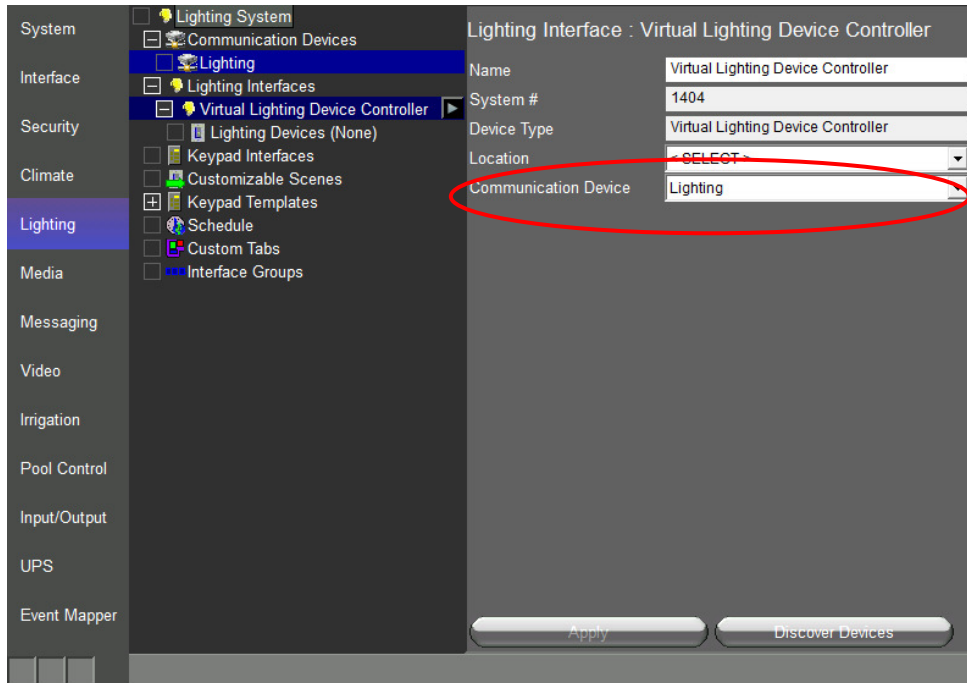 System
Interface
Security
Climate
Lighting
Media
Messaging
Video
Irrigation
Pool Control
Input/Output
UPS
Event Mapper
Lighting System
Communication Devices
Lighting
Lighting Interfaces
Virtual Lighting Device Controller
Lighting Devices (None)
Keypad Interfaces
Customizable Scenes
Keypad Templates
Schedule
Custom Tabs
Interface Groups
Lighting Interface : Virtual Lighting Device Controller
Name Virtual Lighting Device Controller
System # 1404
Device Type Virtual Lighting Device Controller
Location < SELECT >
Communication Device Lighting
Apply Discover Devices